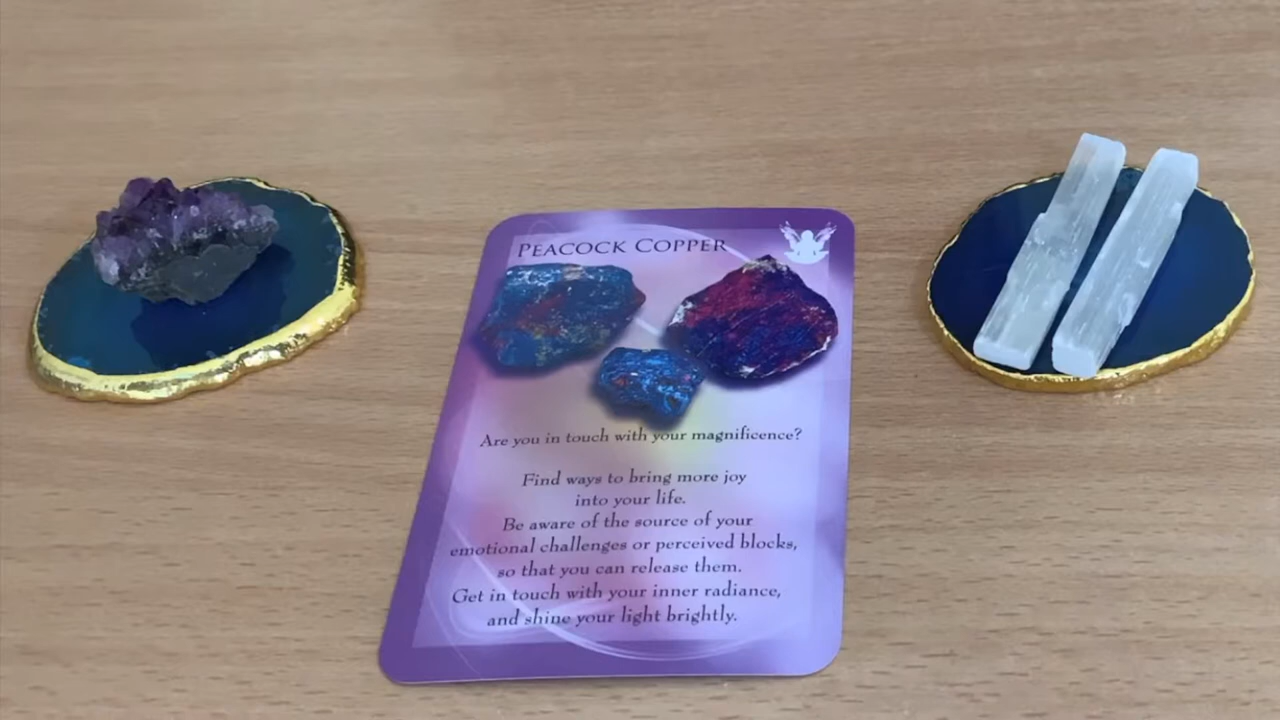 PEACOCK COPPER
Are you in touch with your magnificence?
Find ways to bring more joy
into your life.
Be aware of the source of your
emotional challenges or perceived blocks,
so that you can release them.
Get in touch with your inner radiance,
and shine your light brightly.